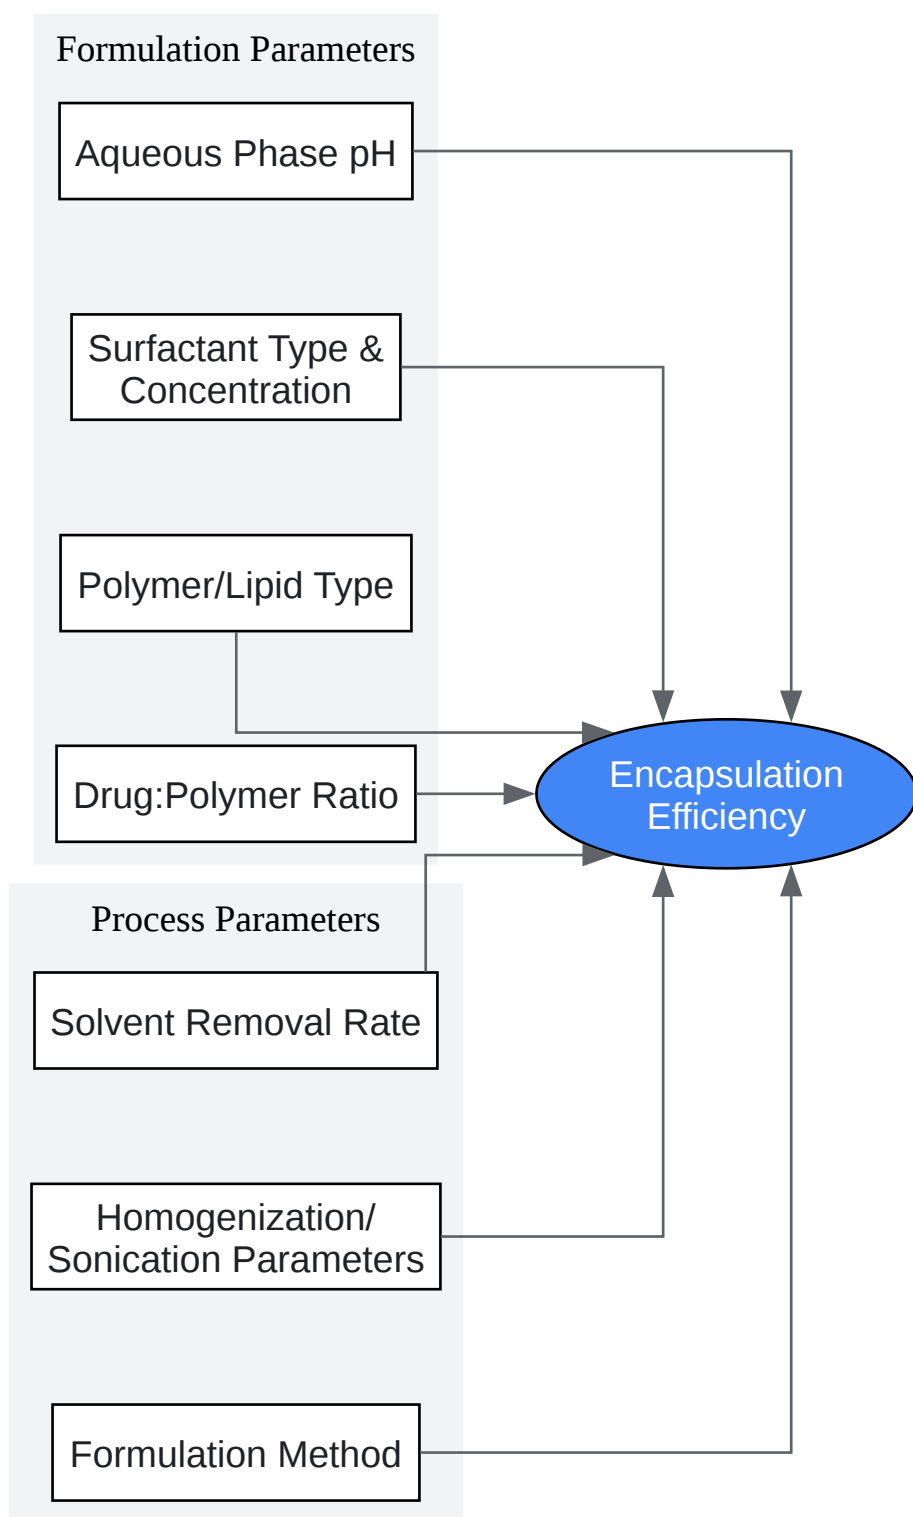 Formulation Parameters
Aqueous Phase pH
Surfactant Type &
Concentration
Polymer/Lipid Type
Drug:Polymer Ratio
Encapsulation
Efficiency
Process Parameters
Solvent Removal Rate
Homogenization/
Sonication Parameters
Formulation Method